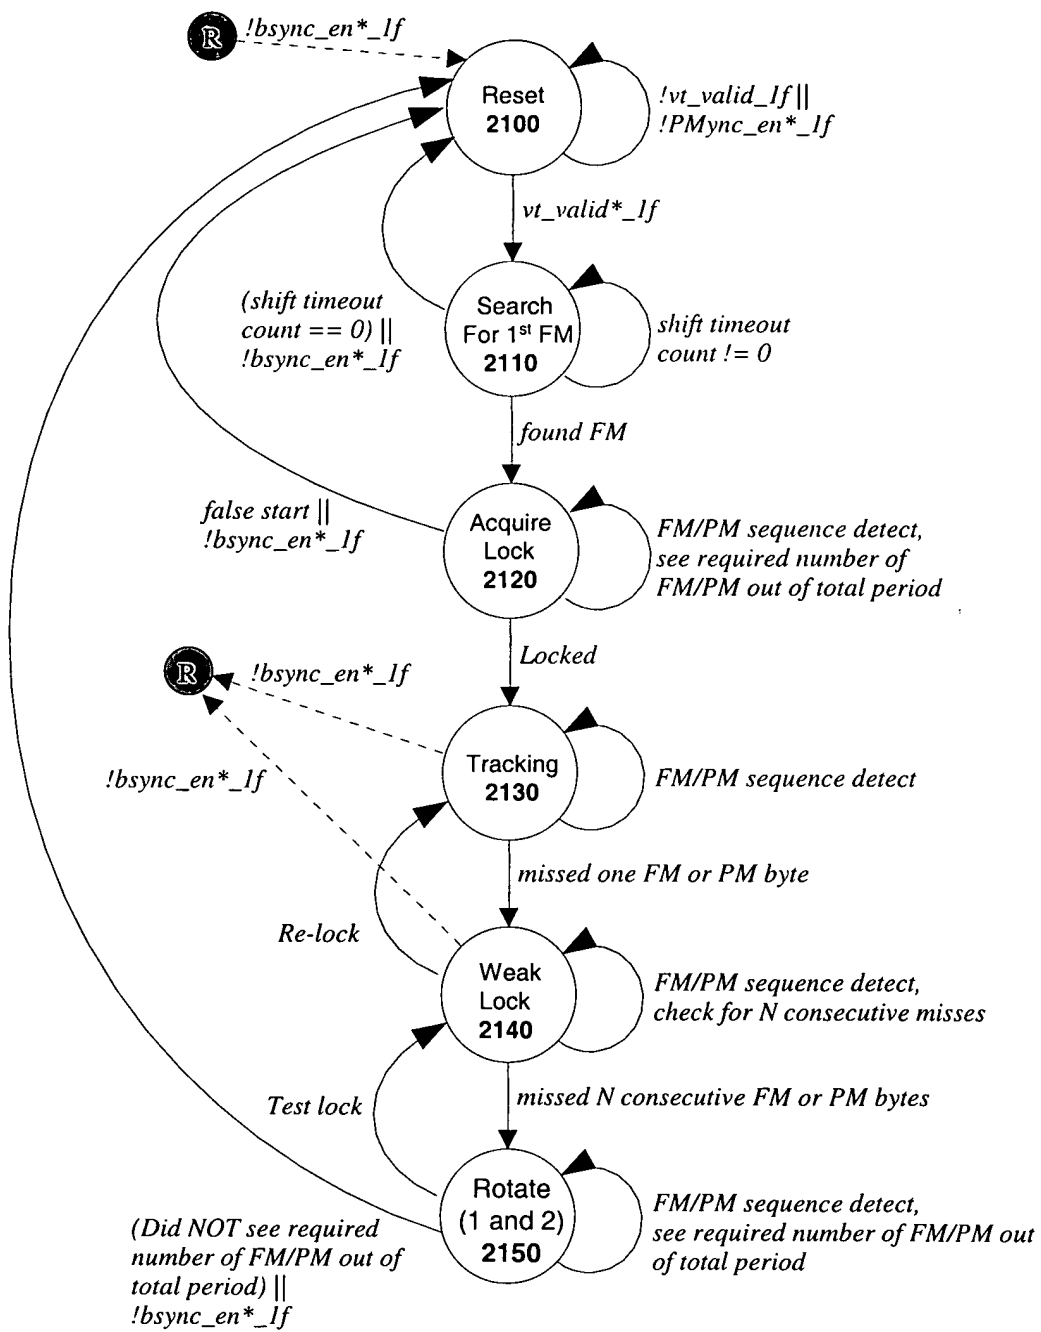 R
!bsync_en*_1f
Reset
2100
!vt_valid_1f ||
!PMync_en*_1f
vt_valid*_1f
(shift timeout
count == 0) ||
!bsync_en*_1f
Search
For 1st FM
2110
shift timeout
count != 0
found FM
false start ||
!bsync_en*_1f
Acquire
Lock
2120
FM/PM sequence detect,
see required number of
FM/PM out of total period
Locked
R
!bsync_en*_1f
!bsync_en*_1f
Tracking
2130
FM/PM sequence detect
missed one FM or PM byte
Re-lock
Weak
Lock
2140
FM/PM sequence detect,
check for N consecutive misses
Test lock
missed N consecutive FM or PM bytes
Rotate
(1 and 2)
2150
FM/PM sequence detect,
see required number of FM/PM out
of total period
(Did NOT see required
number of FM/PM out of
total period) ||
!bsync_en*_1f